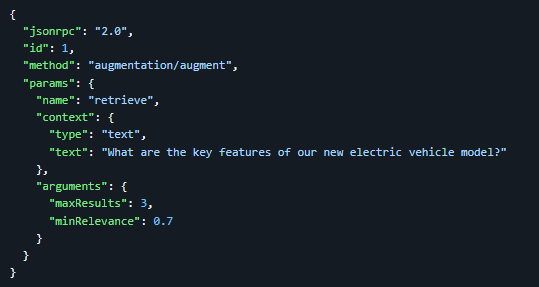 {
  "jsonrpc": "2.0",
  "id": 1,
  "method": "augmentation/augment",
  "params": {
    "name": "retrieve",
    "context": {
      "type": "text",
      "text": "What are the key features of our new electric vehicle model?"
    },
    "arguments": {
      "maxResults": 3,
      "minRelevance": 0.7
    }
  }
}